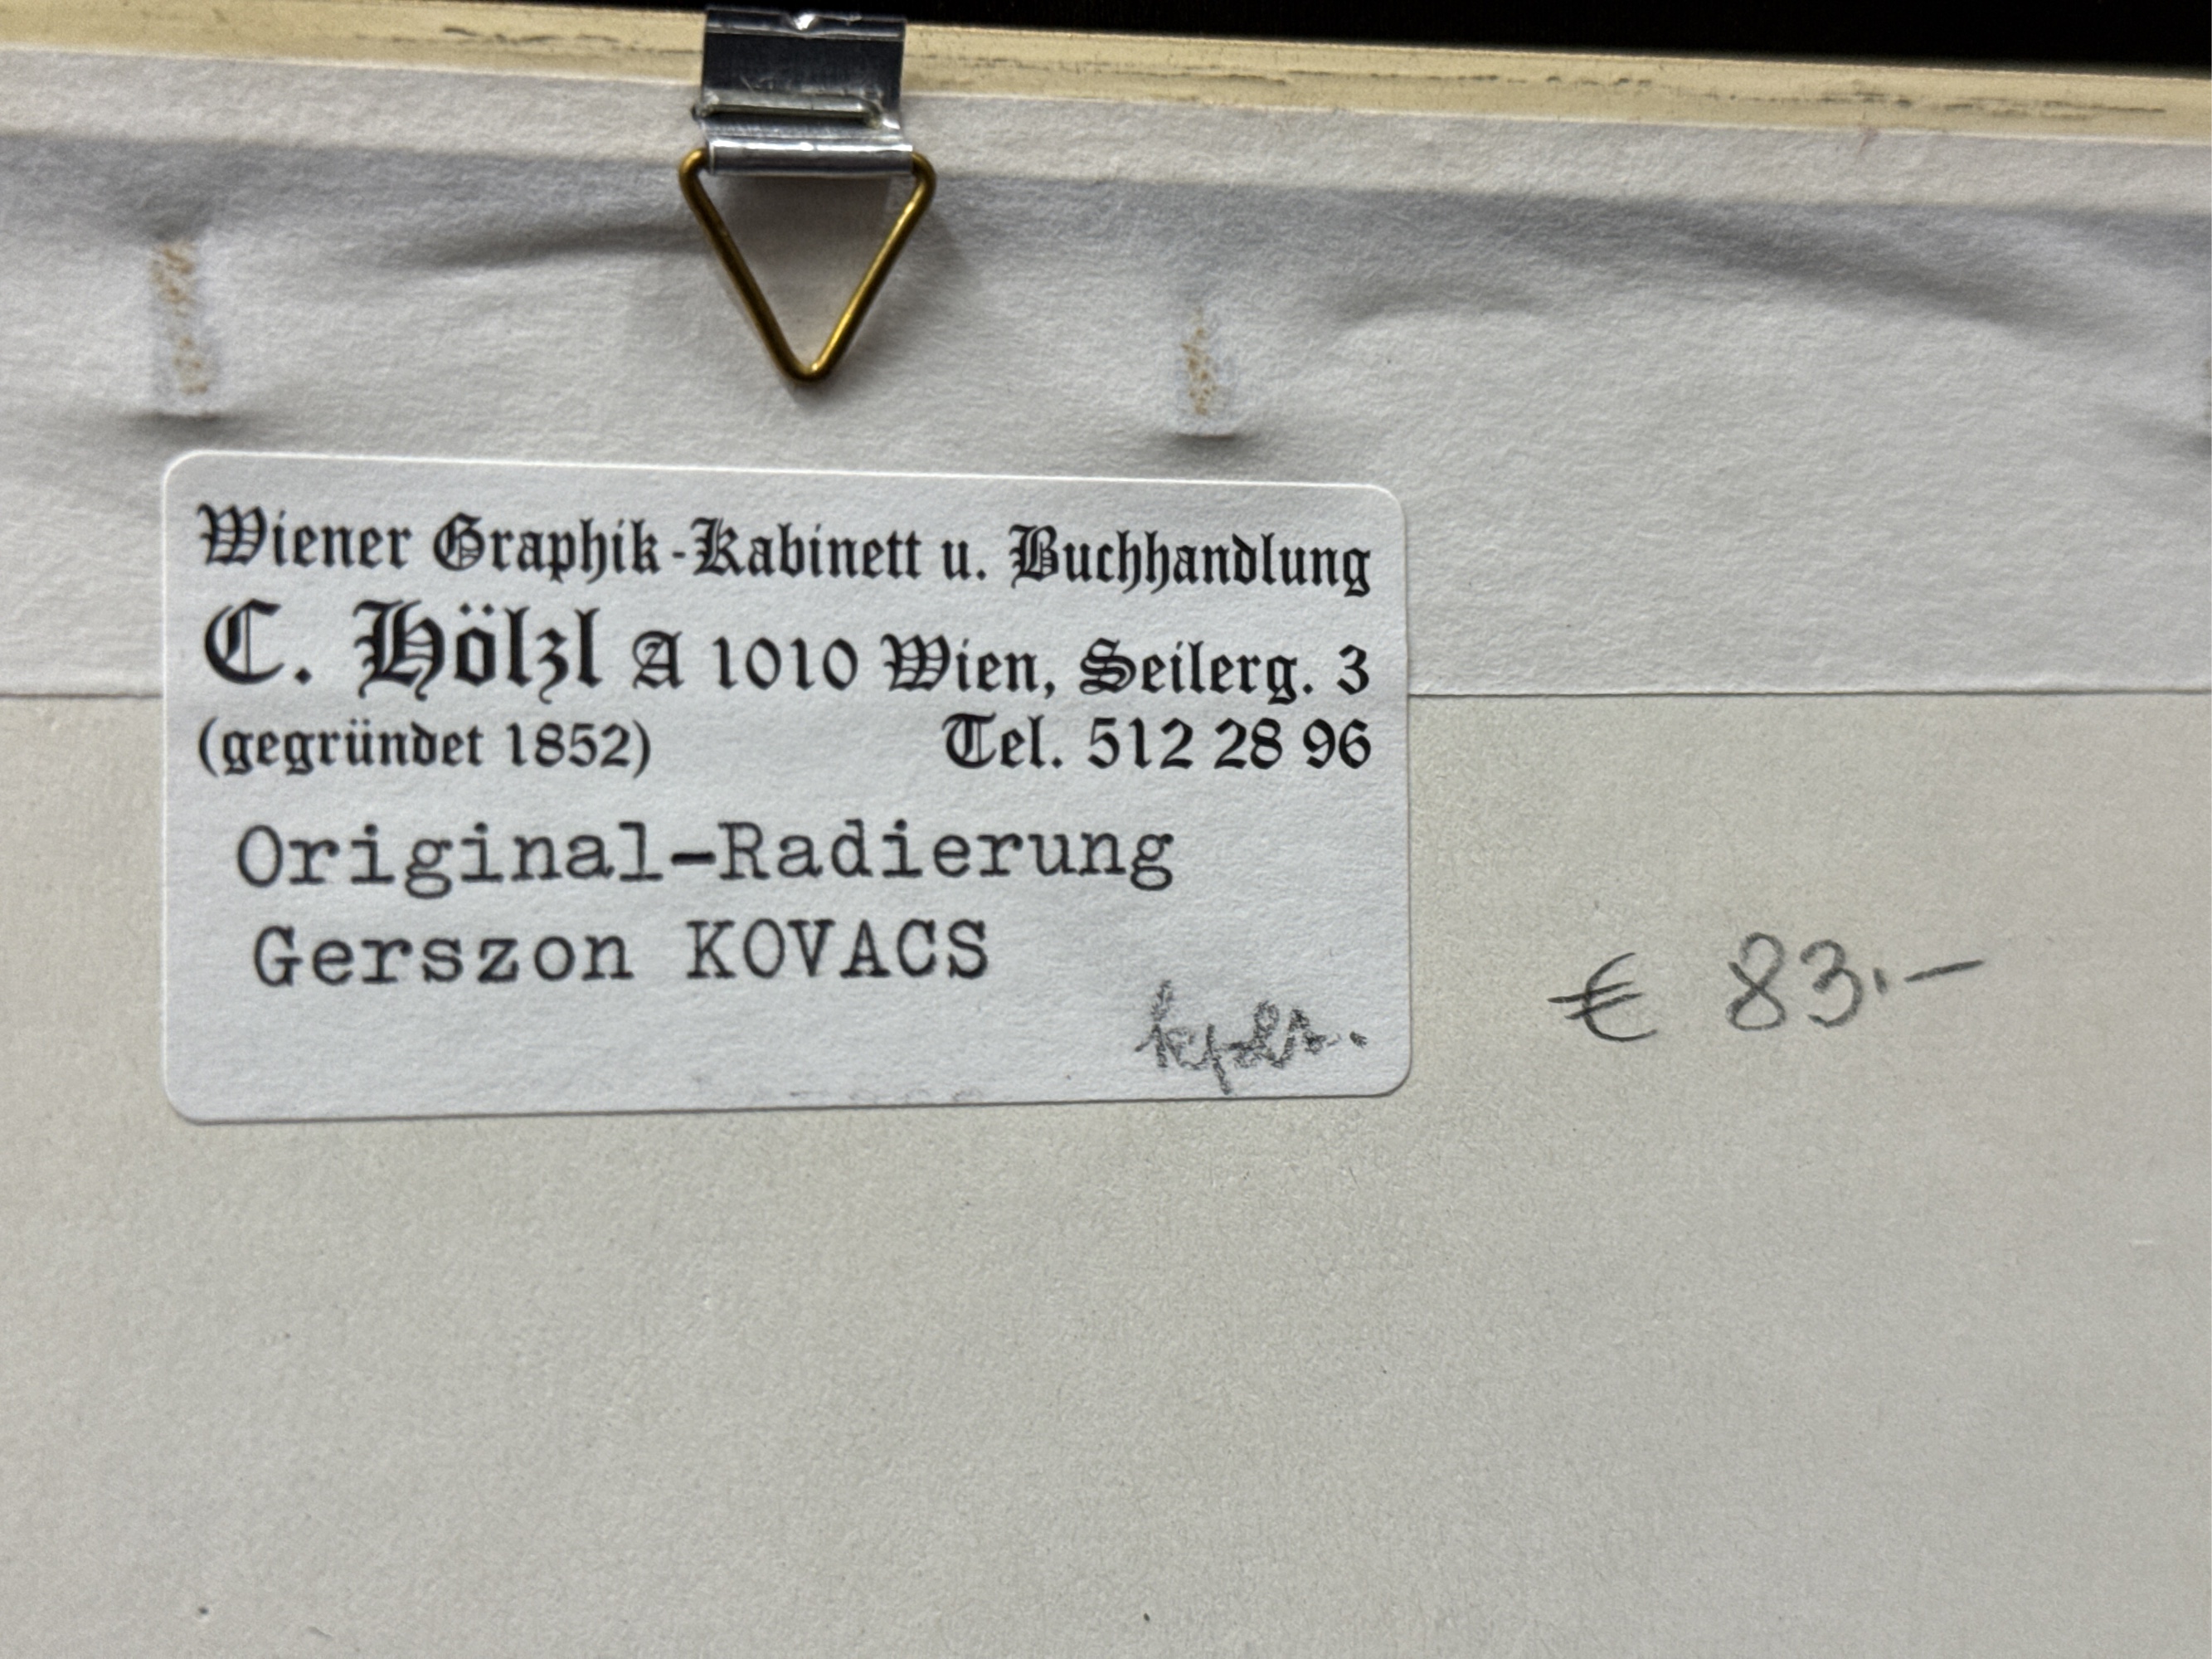 Wiener Graphik-Kabinett u. Buchhandlung
C. Hölzl A 1010 Wien, Seilerg. 3
(gegründet 1852) Tel. 512 28 96
Original-Radierung
Gerszon KOVACS
€ 83.-